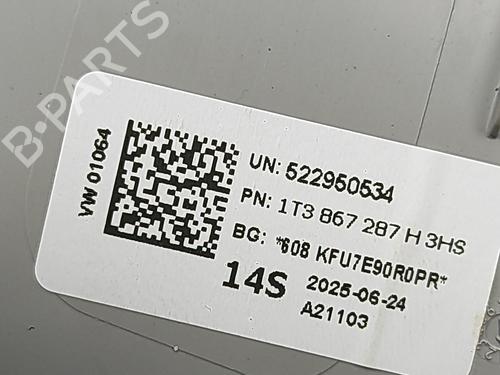 B-PARTS
VW 01064
UN: 522950534
PN: 1T3 867 287 H 3HS
BG: *608 KFU7E90R0PR*
14S
2025-06-24
A21103